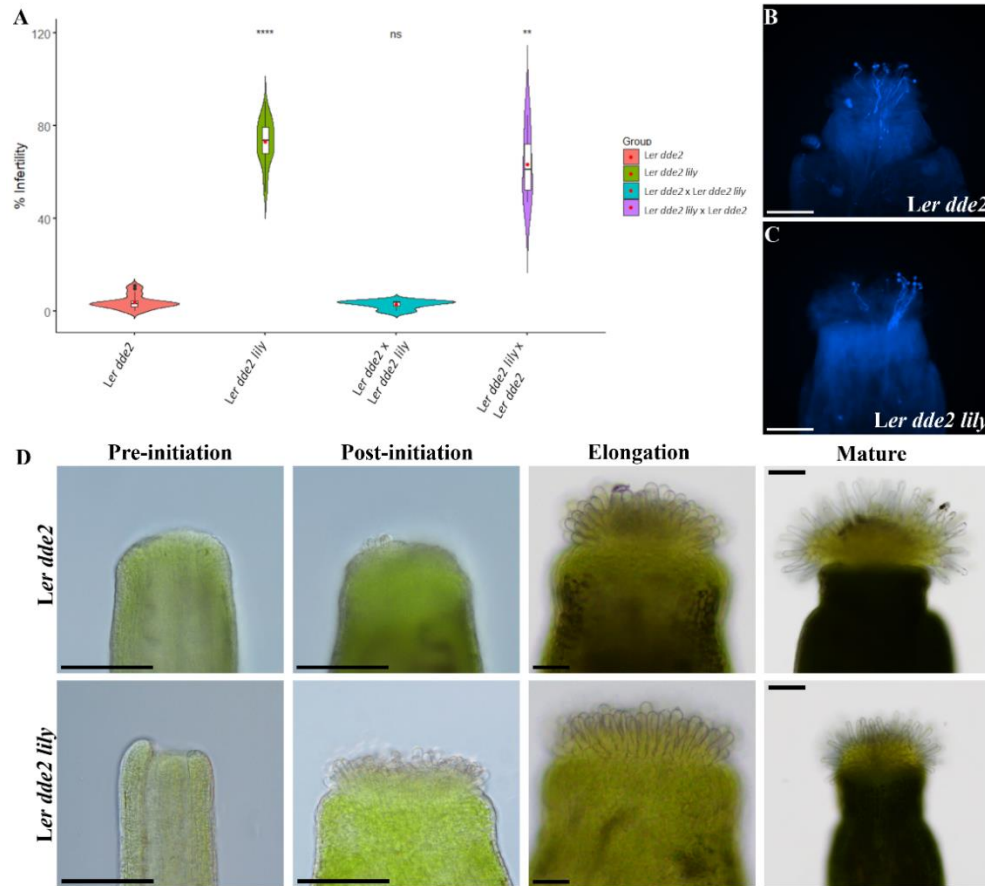 A
120
80
40
0
% Infertility
****
ns
**
Ler dde2
Ler dde2 lily
Ler dde2 x
Ler dde2 lily
Ler dde2 lily x
Ler dde2
Group
Ler dde2
Ler dde2 lily
Ler dde2 x Ler dde2 lily
Ler dde2 lily x Ler dde2
B
Ler dde2
C
Ler dde2 lily
D
Pre-initiation
Post-initiation
Elongation
Mature
Ler dde2
Ler dde2 lily